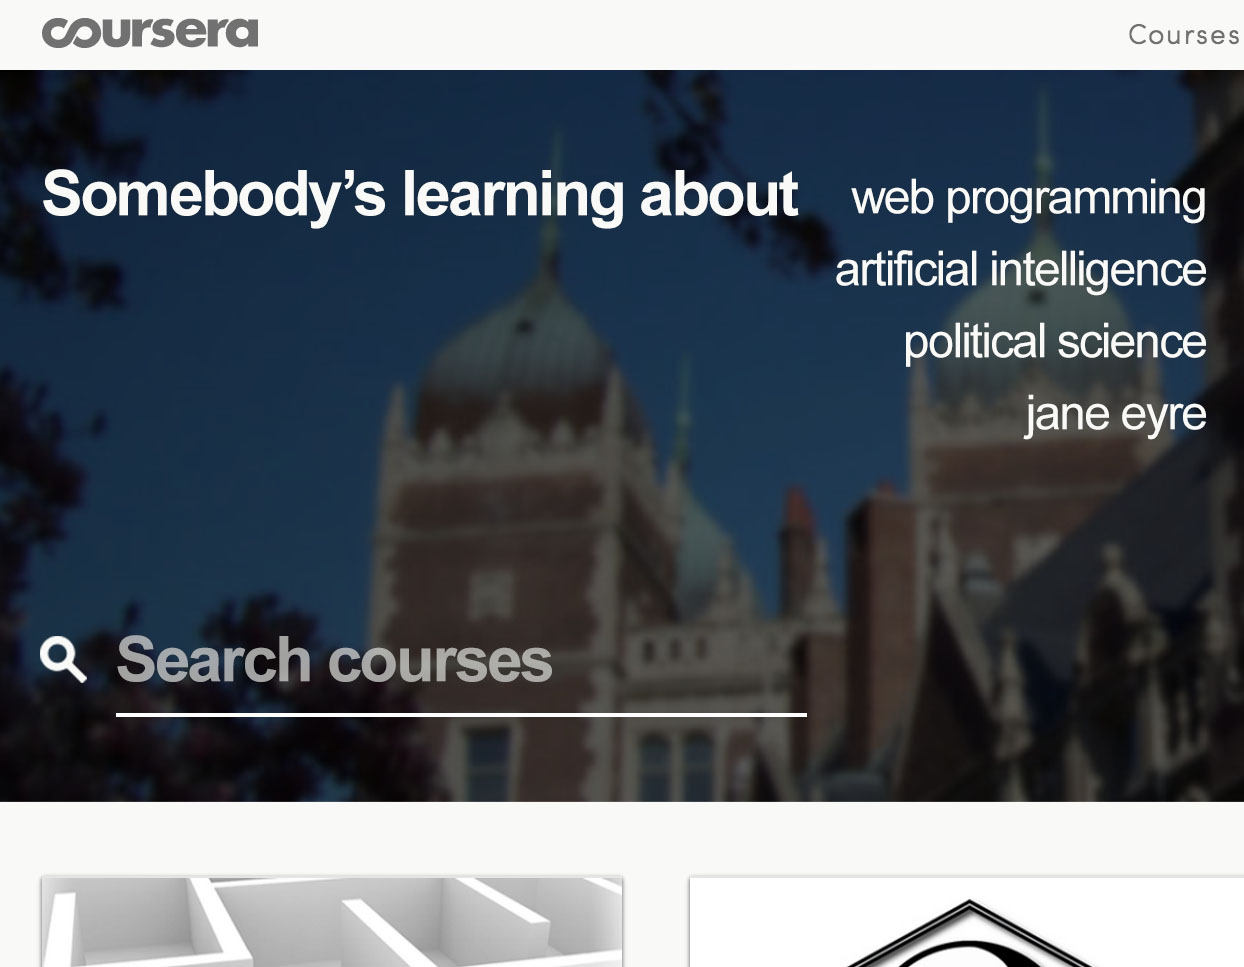 coursera
Courses
Somebody’s learning about
web programming
artificial intelligence
political science
jane eyre
Search courses